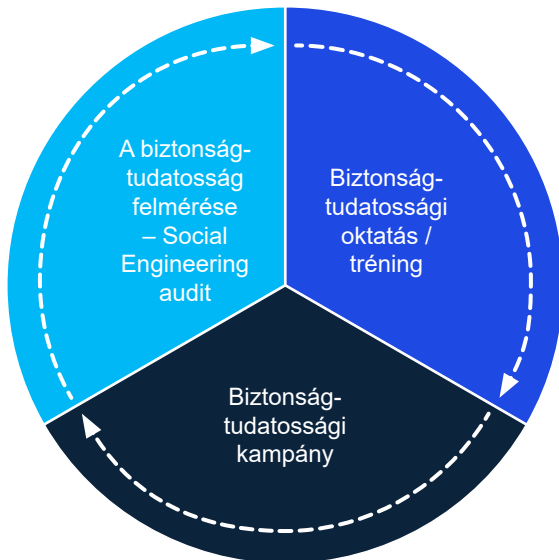 A biztonság-
tudatosság
felmérése
– Social
Engineering
audit
Biztonság-
tudatossági
oktatás /
tréning
Biztonság-
tudatossági
kampány